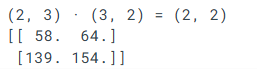 (2, 3) · (3, 2) = (2, 2)
[[ 58.  64.]
 [139. 154.]]